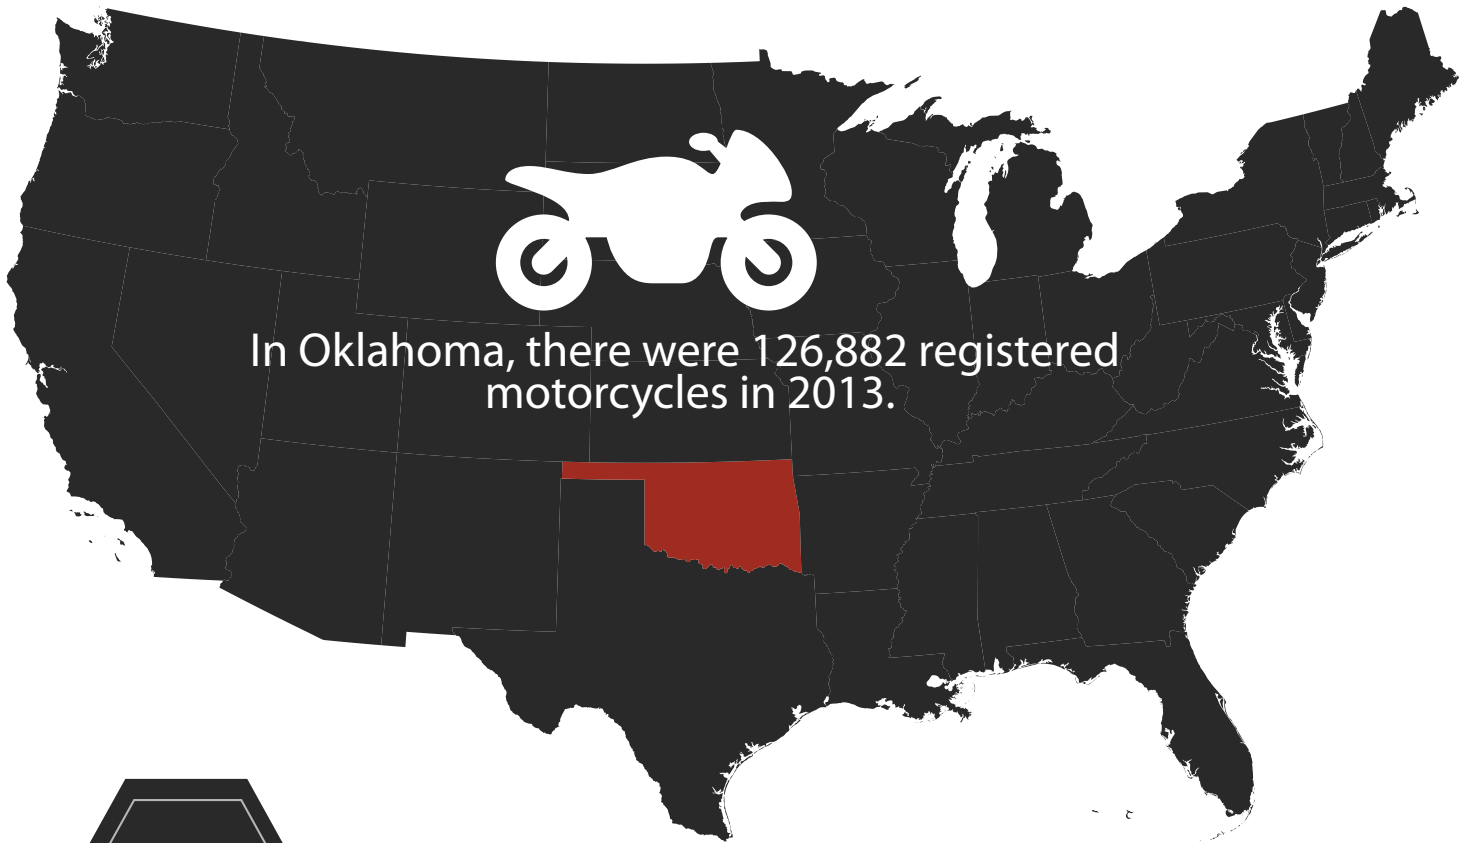 In Oklahoma, there were 126,882 registered
motorcycles in 2013.